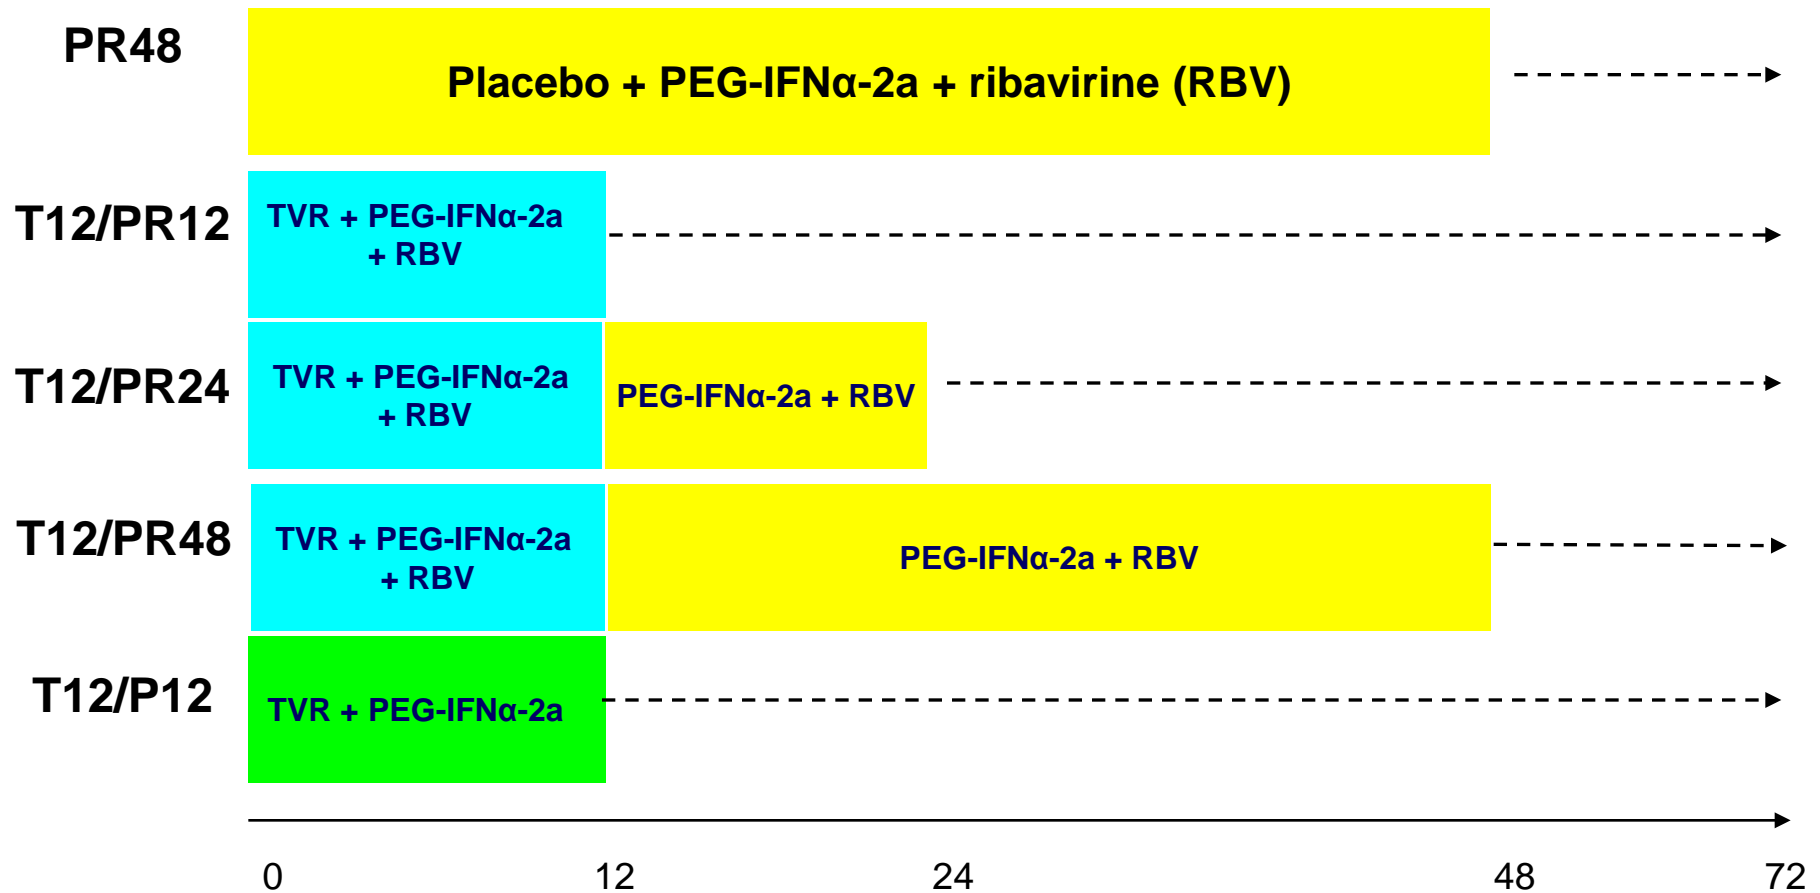 PR48
Placebo + PEG-IFNα-2a + ribavirine (RBV)
T12/PR12
TVR + PEG-IFNα-2a
+ RBV
T12/PR24
TVR + PEG-IFNα-2a
+ RBV
PEG-IFNα-2a + RBV
T12/PR48
TVR + PEG-IFNα-2a
+ RBV
PEG-IFNα-2a + RBV
T12/P12
TVR + PEG-IFNα-2a
0 12 24 48 72